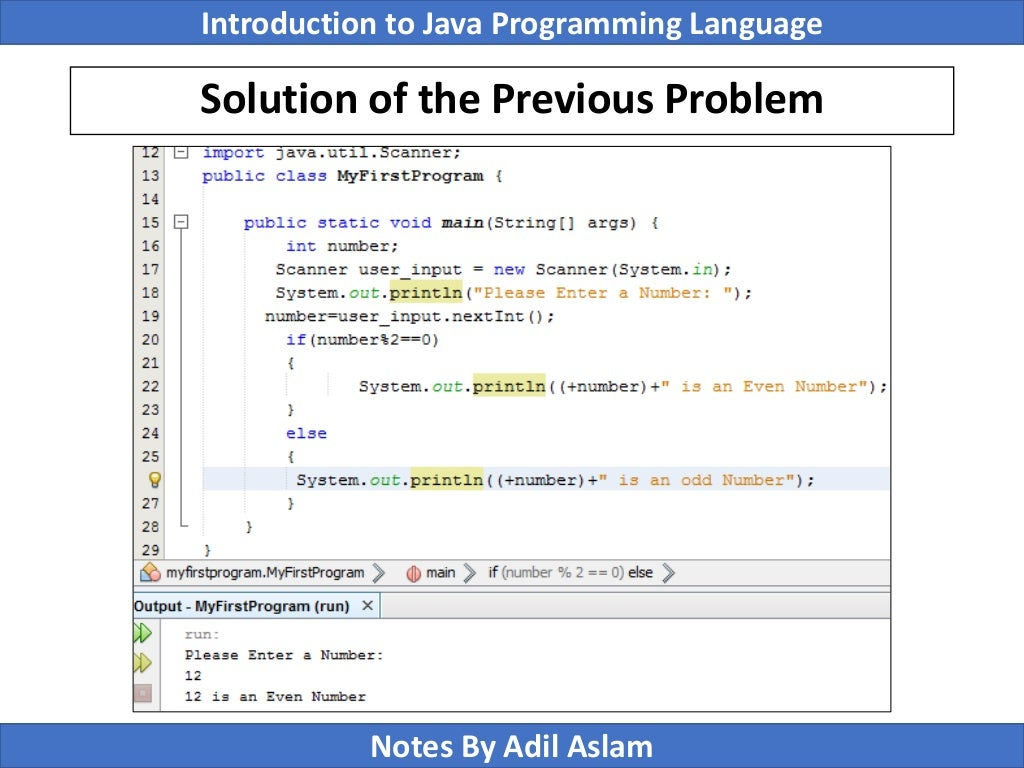 Introduction to Java Programming Language
Solution of the Previous Problem
12 import java.util.Scanner;
13 public class MyFirstProgram {
14
15 public static void main(String[] args) {
16 int number;
17 Scanner user_input = new Scanner(System.in);
18 System.out.println("Please Enter a Number: ");
19 number=user_input.nextInt();
20 if(number%2==0)
21 {
22 System.out.println((+number)+" is an Even Number");
23 }
24 else
25 {
System.out.println((+number)+" is an odd Number");
27 }
28 }
29 }
myfirstprogram.MyFirstProgram main if (number % 2 == 0) else
Output - MyFirstProgram (run) ×
run:
Please Enter a Number:
12
12 is an Even Number
Notes By Adil Aslam